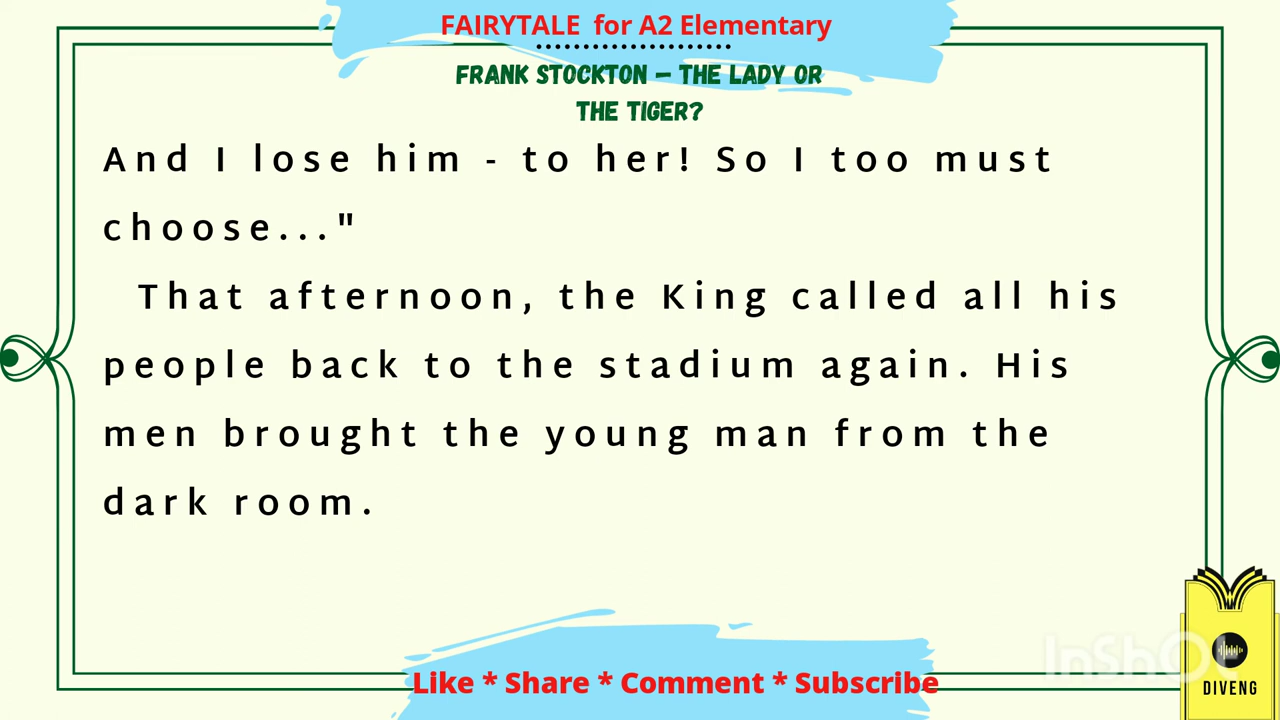 FAIRYTALE for A2 Elementary
FRANK STOCKTON – THE LADY OR
THE TIGER?
And I lose him - to her! So I too must
choose..."
That afternoon, the King called all his
people back to the stadium again. His
men brought the young man from the
dark room.
InShOt
DIVENG
Like * Share * Comment * Subscribe